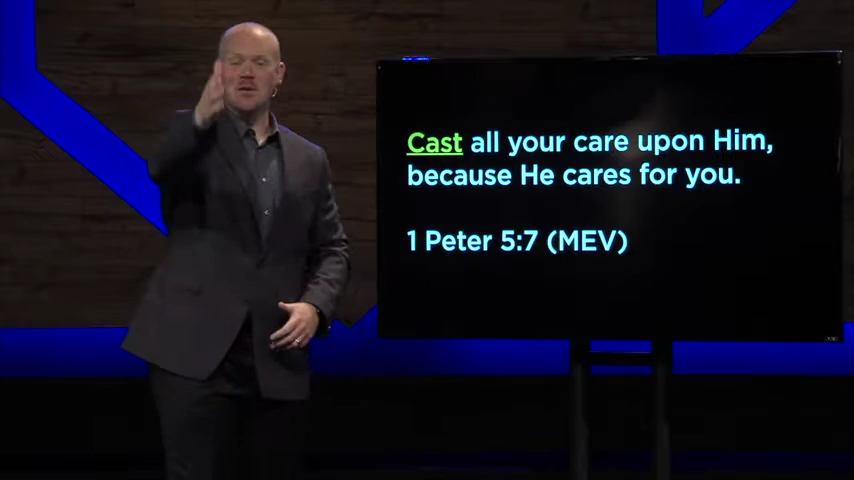 Cast all your care upon Him,
because He cares for you.
1 Peter 5:7 (MEV)